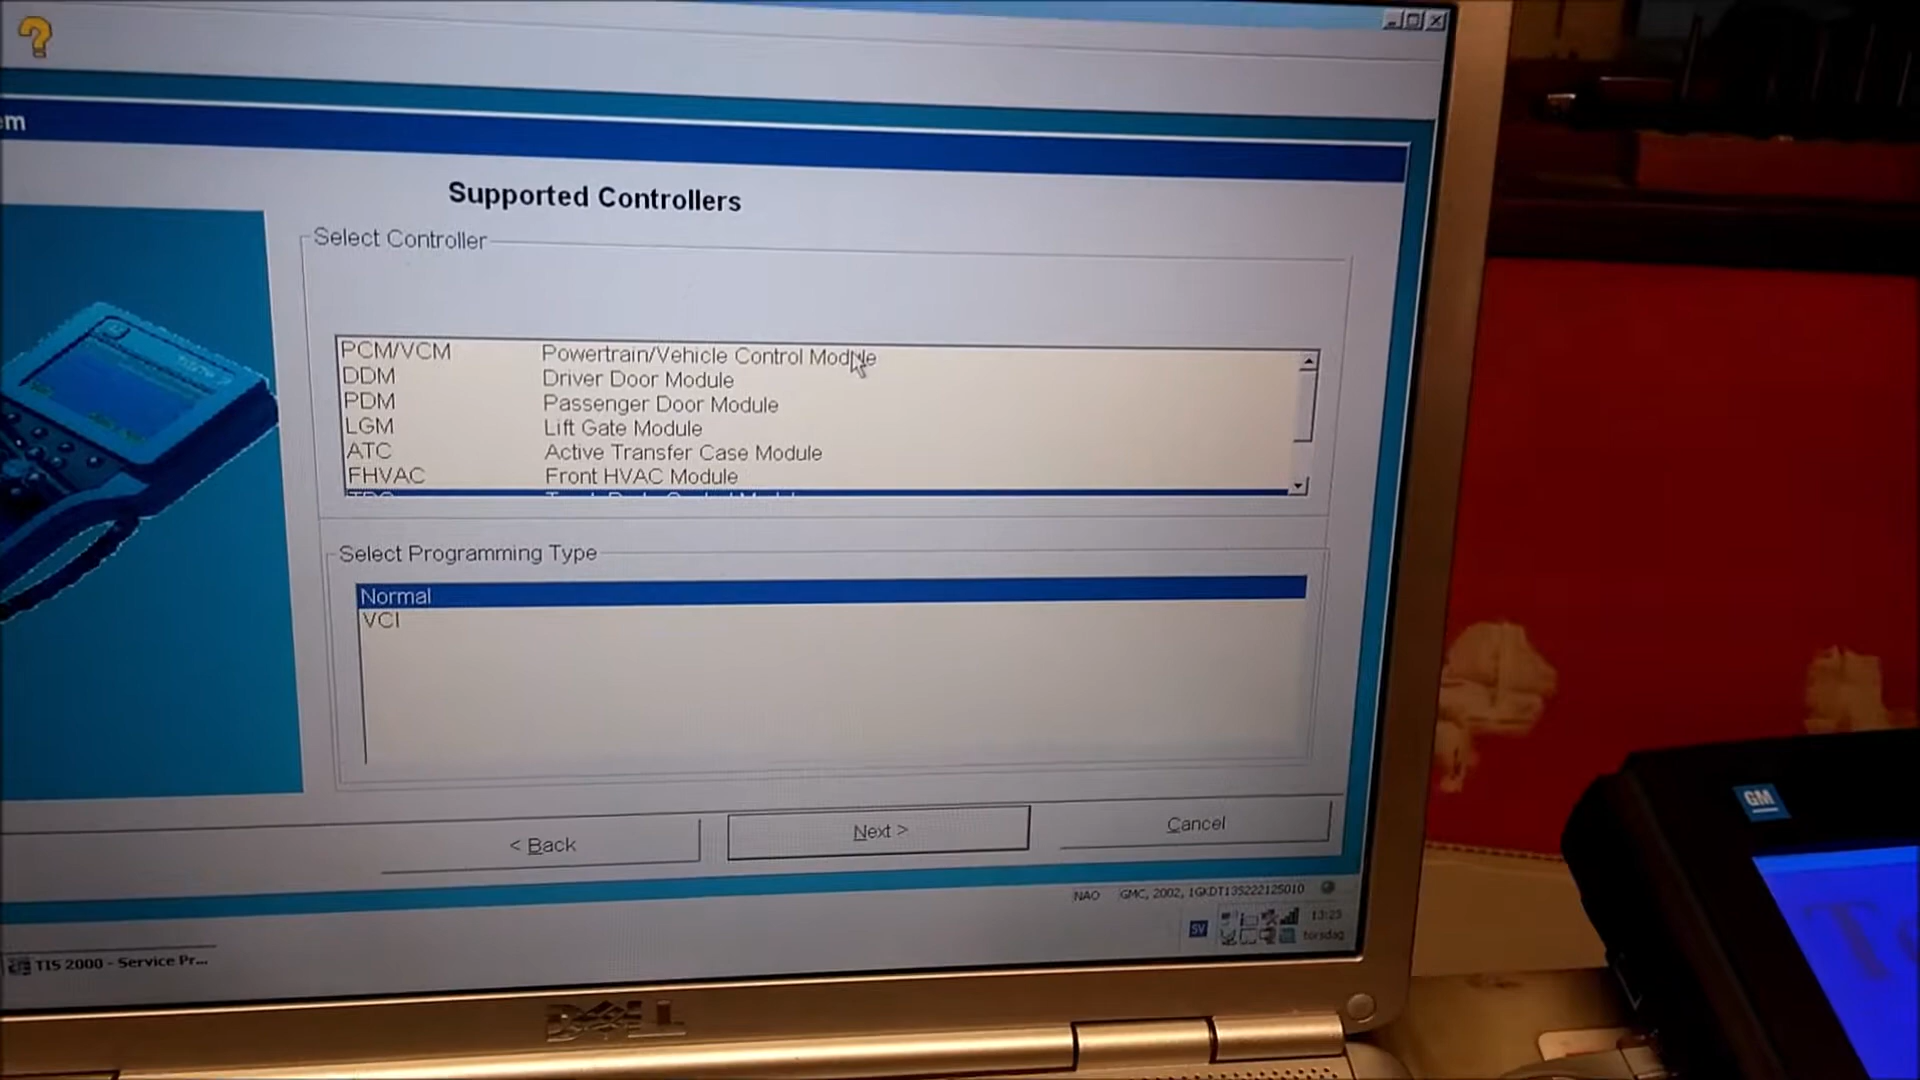 em
Supported Controllers
Select Controller
PCM/VCM Powertrain/Vehicle Control Module
DDM Driver Door Module
PDM Passenger Door Module
LGM Lift Gate Module
ATC Active Transfer Case Module
FHVAC Front HVAC Module
Select Programming Type
Normal
VCI
< Back
Next >
Cancel
NAO GMC, 2002, 1GKDT13S222125010
SV
13:23
torsdag
TIS 2000 - Service Pr...
DELL
GM